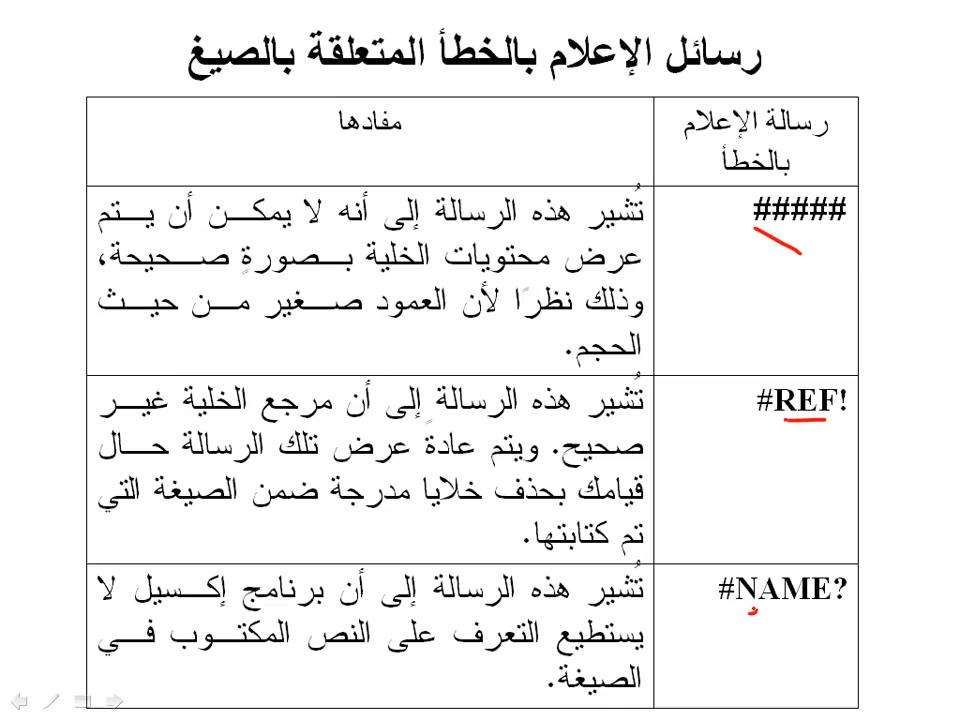 رسائل الإعلام بالخطأ المتعلقة بالصيغ
رسالة الإعلام
بالخطأ
مفادها
#####
تُشير هذه الرسالة إلى أنه لا يمكن أن يتم
عرض محتويات الخلية بصورةٍ صحيحة،
وذلك نظرًا لأن العمود صغير من حيث
الحجم.
#REF!
تُشير هذه الرسالة إلى أن مرجع الخلية غير
صحيح. ويتم عادةً عرض تلك الرسالة حال
قيامك بحذف خلايا مدرجة ضمن الصيغة التي
تم كتابتها.
#NAME?
تُشير هذه الرسالة إلى أن برنامج إكسيل لا
يستطيع التعرف على النص المكتوب في
الصيغة.